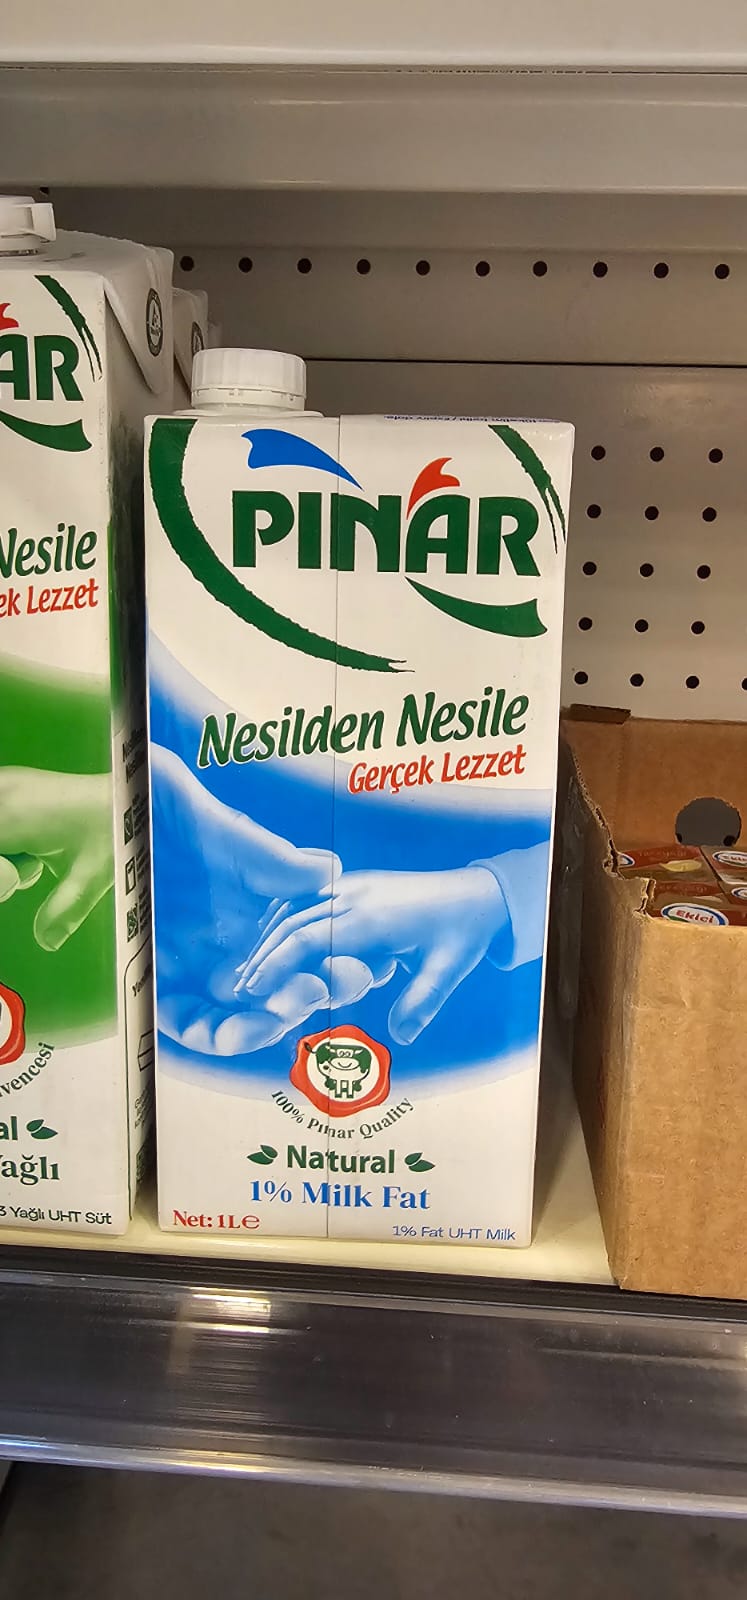 PINAR
Nesilden Nesile
Gerçek Lezzet
100% Pınar Quality
Natural
1% Milk Fat
Net: 1L e
1% Fat UHT Milk
AR
Nesile
ek Lezzet
vencesi
al
Yağlı
3 Yağlı UHT Süt
Ekici